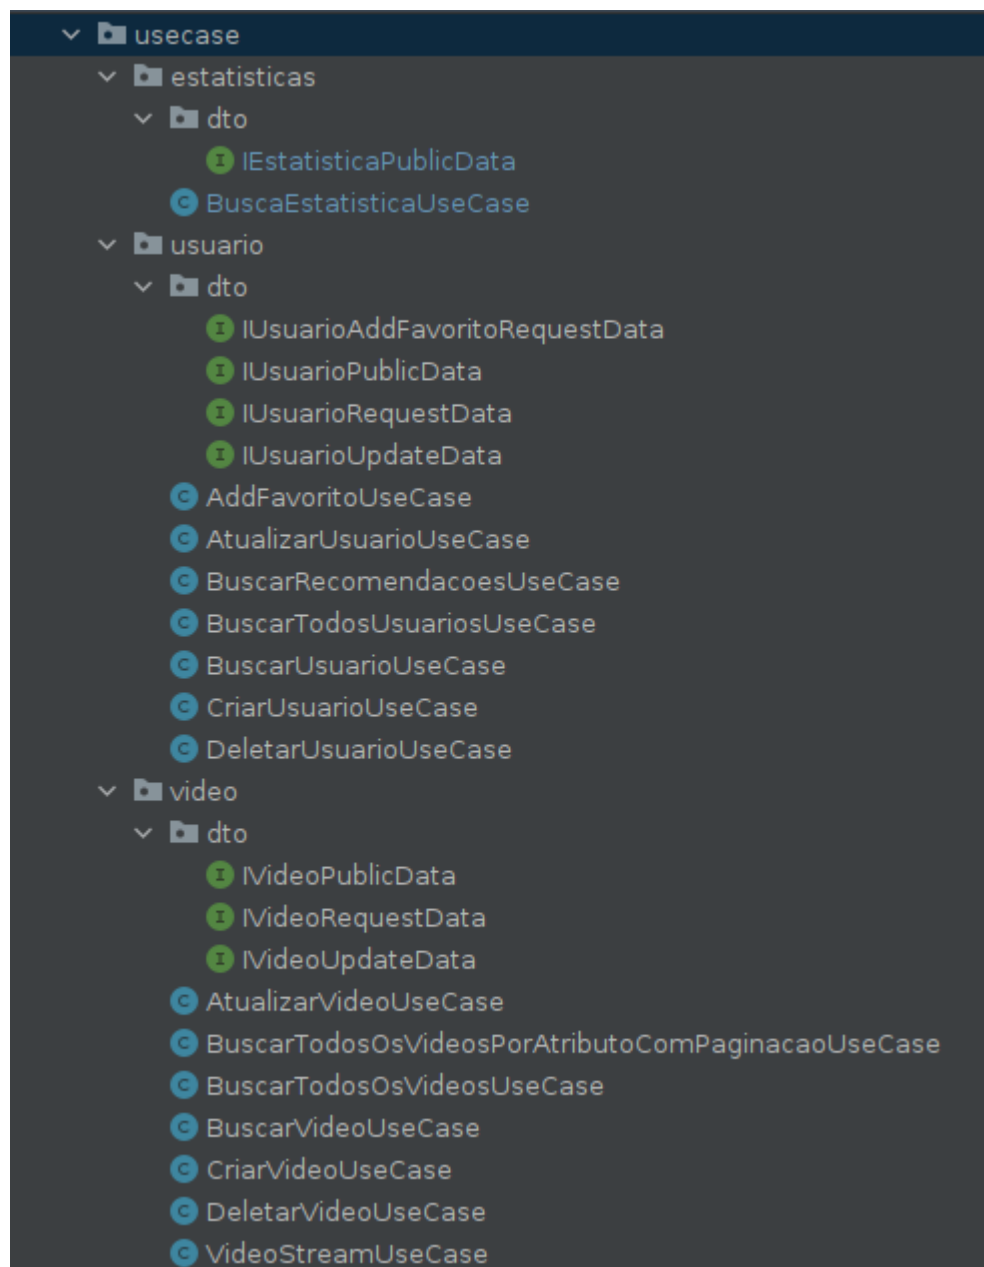 usecase
estatisticas
dto
IEstatisticaPublicData
BuscaEstatisticaUseCase
usuario
dto
IUsuarioAddFavoritoRequestData
IUsuarioPublicData
IUsuarioRequestData
IUsuarioUpdateData
AddFavoritoUseCase
AtualizarUsuarioUseCase
BuscarRecomendacoesUseCase
BuscarTodosUsuariosUseCase
BuscarUsuarioUseCase
CriarUsuarioUseCase
DeletarUsuarioUseCase
video
dto
IVideoPublicData
IVideoRequestData
IVideoUpdateData
AtualizarVideoUseCase
BuscarTodosOsVideosPorAtributoComPaginacaoUseCase
BuscarTodosOsVideosUseCase
BuscarVideoUseCase
CriarVideoUseCase
DeletarVideoUseCase
VideoStreamUseCase